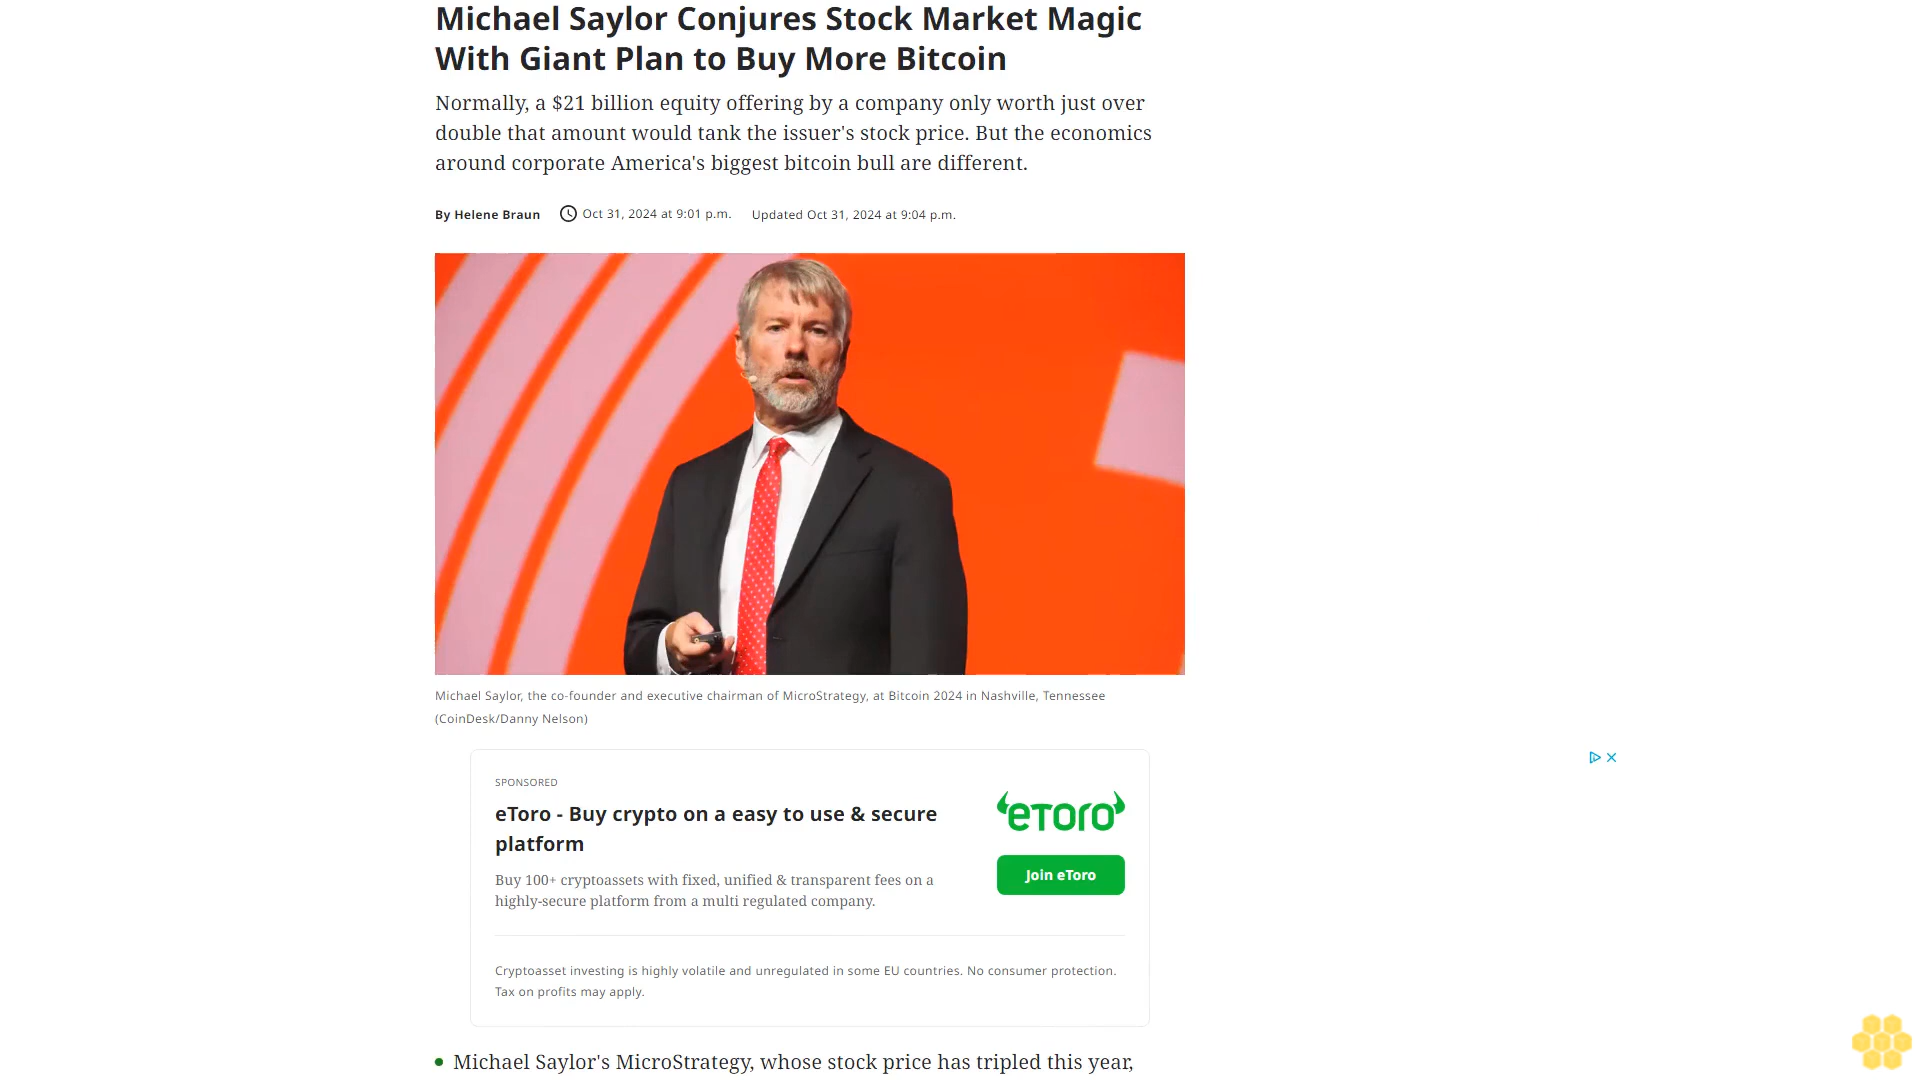 Michael Saylor Conjures Stock Market Magic
With Giant Plan to Buy More Bitcoin
Normally, a $21 billion equity offering by a company only worth just over
double that amount would tank the issuer's stock price. But the economics
around corporate America's biggest bitcoin bull are different.
By Helene Braun Oct 31, 2024 at 9:01 p.m. Updated Oct 31, 2024 at 9:04 p.m.
Michael Saylor, the co-founder and executive chairman of MicroStrategy, at Bitcoin 2024 in Nashville, Tennessee
(CoinDesk/Danny Nelson)
SPONSORED
eToro - Buy crypto on a easy to use & secure
platform
Buy 100+ cryptoassets with fixed, unified & transparent fees on a
highly-secure platform from a multi regulated company.
eToro
Join eToro
Cryptoasset investing is highly volatile and unregulated in some EU countries. No consumer protection.
Tax on profits may apply.
Michael Saylor's MicroStrategy, whose stock price has tripled this year,